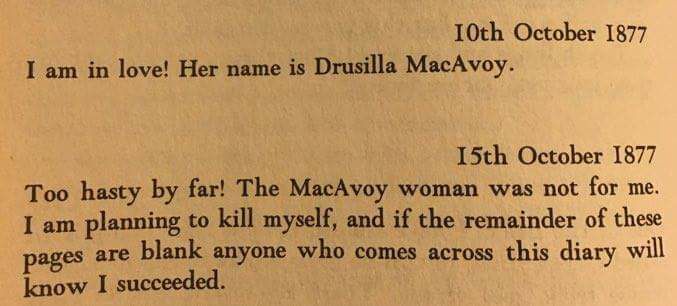 10th October 1877
I am in love! Her name is Drusilla MacAvoy.
15th October 1877
Too hasty by far! The MacAvoy woman was not for me.
I am planning to kill myself, and if the remainder of these
pages are blank anyone who comes across this diary will
know I succeeded.